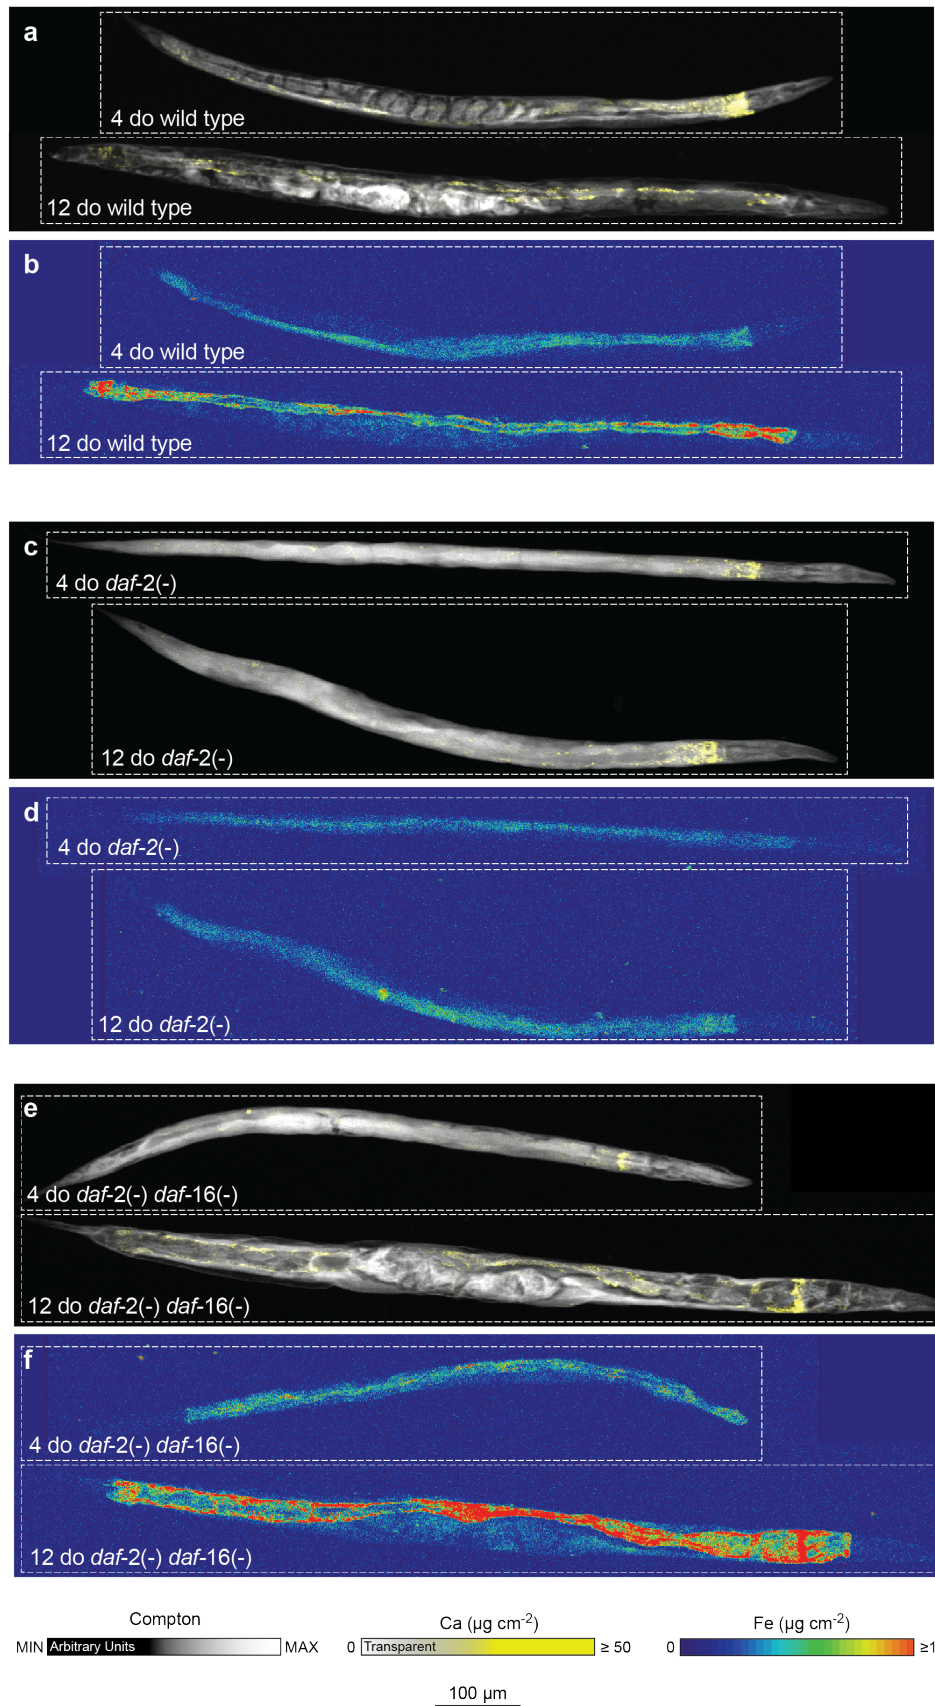 a
4 do wild type
12 do wild type
b
4 do wild type
12 do wild type
c
4 do daf-2(-)
12 do daf-2(-)
d
4 do daf-2(-)
12 do daf-2(-)
e
4 do daf-2(-) daf-16(-)
12 do daf-2(-) daf-16(-)
f
4 do daf-2(-) daf-16(-)
12 do daf-2(-) daf-16(-)
Compton
MIN Arbitrary Units MAX
Ca (µg cm-2)
0 Transparent ≥ 50
Fe (µg cm-2)
0 ≥1
100 µm